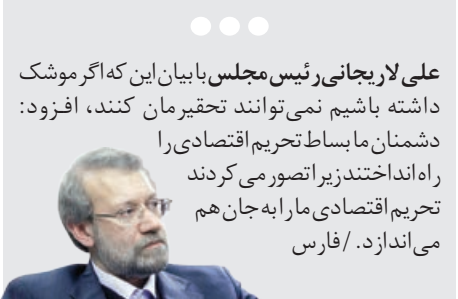 علی لاریجانی رئیس مجلس با بیان این که اگر موشک
داشته باشیم نمی‌توانند تحقیرمان کنند، افزود:
دشمنان ما بساط تحریم اقتصادی را
راه انداختند زیرا تصور می‌کردند
تحریم اقتصادی ما را به جان هم
می‌اندازد. / فارس